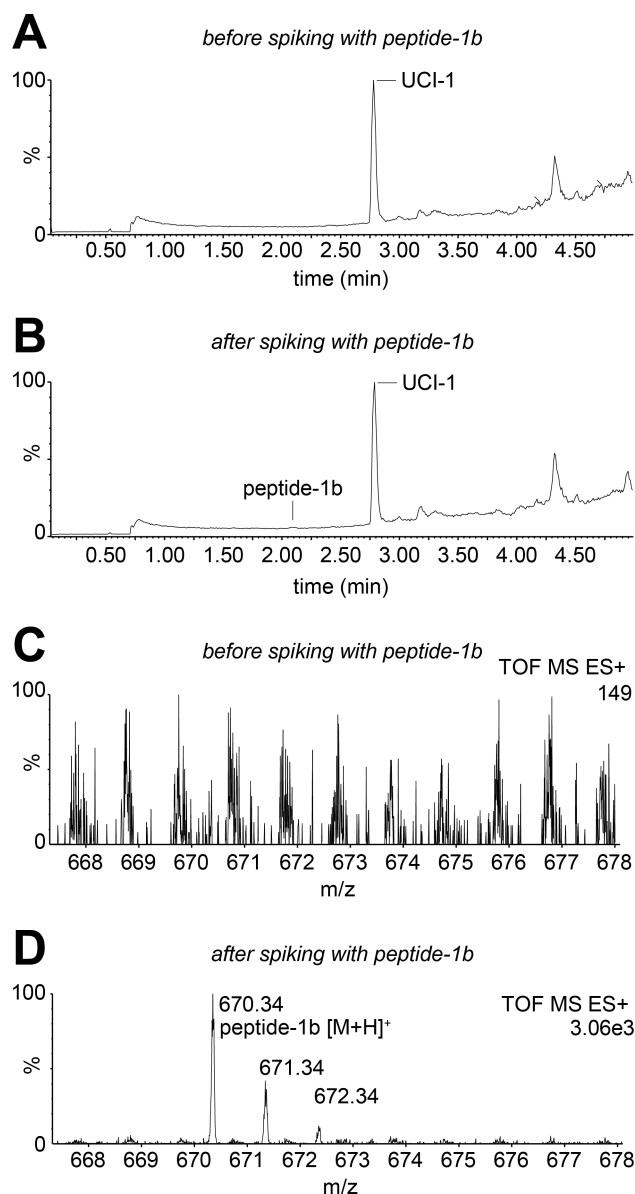 A
before spiking with peptide-1b
100
UCI-1
%
0
0.50 1.00 1.50 2.00 2.50 3.00 3.50 4.00 4.50
time (min)
B
after spiking with peptide-1b
100
UCI-1
%
peptide-1b
0
0.50 1.00 1.50 2.00 2.50 3.00 3.50 4.00 4.50
time (min)
C
before spiking with peptide-1b
TOF MS ES+
100
149
%
0
668 669 670 671 672 673 674 675 676 677 678
m/z
D
after spiking with peptide-1b
100
670.34
TOF MS ES+
peptide-1b [M+H]⁺
3.06e3
671.34
%
672.34
0
668 669 670 671 672 673 674 675 676 677 678
m/z